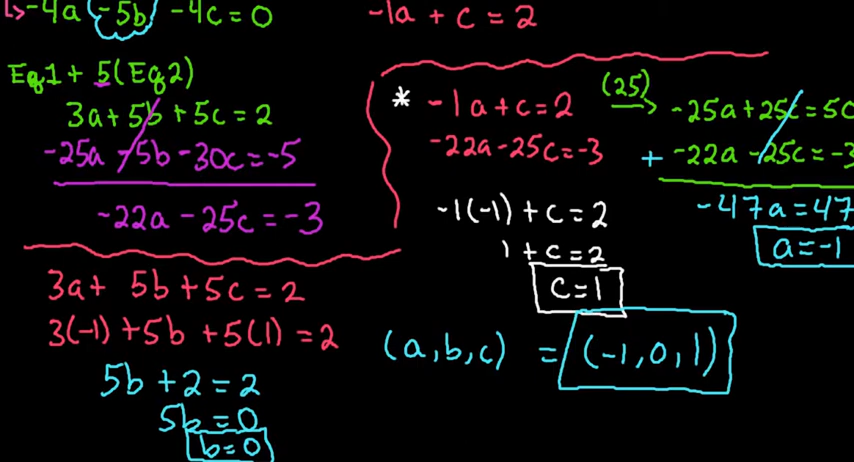 -4a -5b -4c = 0
-1a + c = 2
Eq1 + 5(Eq2)
3a + 5b + 5c = 2
-25a -5b -30c = -5
-22a - 25c = -3
* -1a + c = 2
-22a - 25c = -3
(25)
-25a + 25c = 50
+ -22a - 25c = -3
-47a = 47
a = -1
-1(-1) + c = 2
1 + c = 2
c = 1
3a + 5b + 5c = 2
3(-1) + 5b + 5(1) = 2
5b + 2 = 2
5b = 0
b = 0
(a, b, c) = (-1, 0, 1)